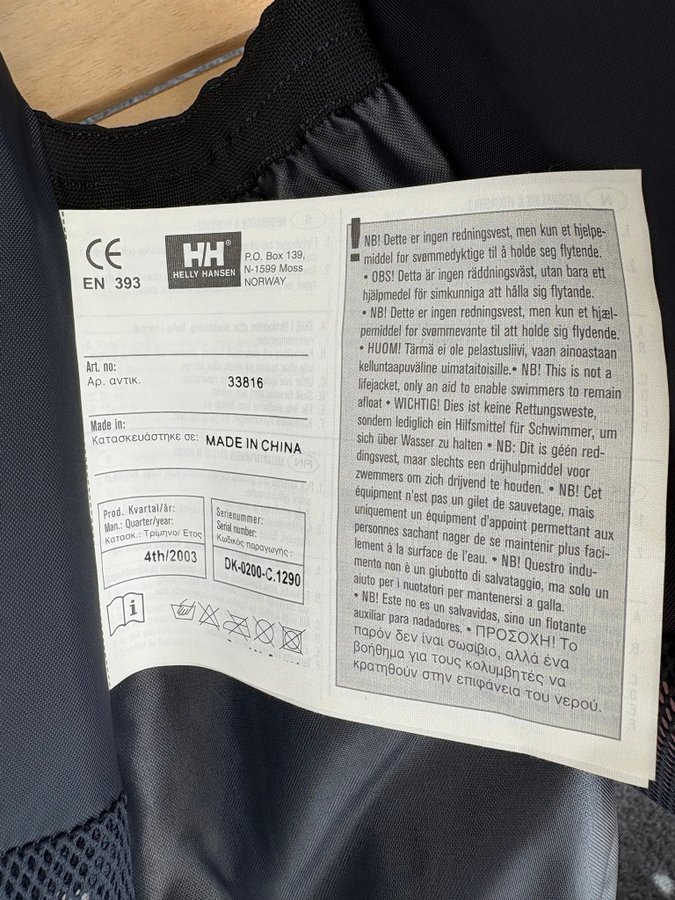 CE
EN 393
HH®
HELLY HANSEN
P.O. Box 139,
N-1599 Moss
NORWAY
Art. no:
Αρ. αντικ. 33816
Made in:
Κατασκευάστηκε σε: MADE IN CHINA
Prod. Kvartal/år:
Man.: Quarter/year:
Κατασκ.: Τρίμηνο/ Έτος
4th/2003
Serienummer:
Serial number:
Κωδικός παραγωγής :
DK-0200-C.1290
! NB! Dette er ingen redningsvest, men kun et hjelpe-
middel for svømmedyktige til å holde seg flytende.
• OBS! Detta är ingen räddningsväst, utan bara ett
hjälpmedel för simkunniga att hålla sig flytande.
• NB! Dette er ingen redningsvest, men kun et hjæl-
pemiddel for svømmevante til att holde sig flydende.
• HUOM! Tärmä ei ole pelastusliivi, vaan ainoastaan
kelluntaapuväline uimataitoisille.• NB! This is not a
lifejacket, only an aid to enable swimmers to remain
afloat • WICHTIG! Dies ist keine Rettungsweste,
sondern lediglich ein Hilfsmittel für Schwimmer, um
sich über Wasser zu halten • NB: Dit is géén red-
dingsvest, maar slechts een drijhulpmiddel voor
zwemmers om zich drijvend te houden. • NB! Cet
équipment n'est pas un gilet de sauvetage, mais
uniquement un équipment d'appoint permettant aux
personnes sachant nager de se maintenir plus faci-
lement à la surface de l'eau. • NB! Questro indu-
mento non è un giubotto di salvataggio, ma solo un
aiuto per i nuotatori per mantenersi a galla.
• NB! Este no es un salvavidas, sino un flotante
auxiliar para nadadores. • ΠΡΟΣΟΧΗ! Το
παρόν δεν ίναι σωσίβιο, αλλά ένα
βοήθημα για τους κολυμβητές να
κρατηθούν στην επιφάνεια του νερού.